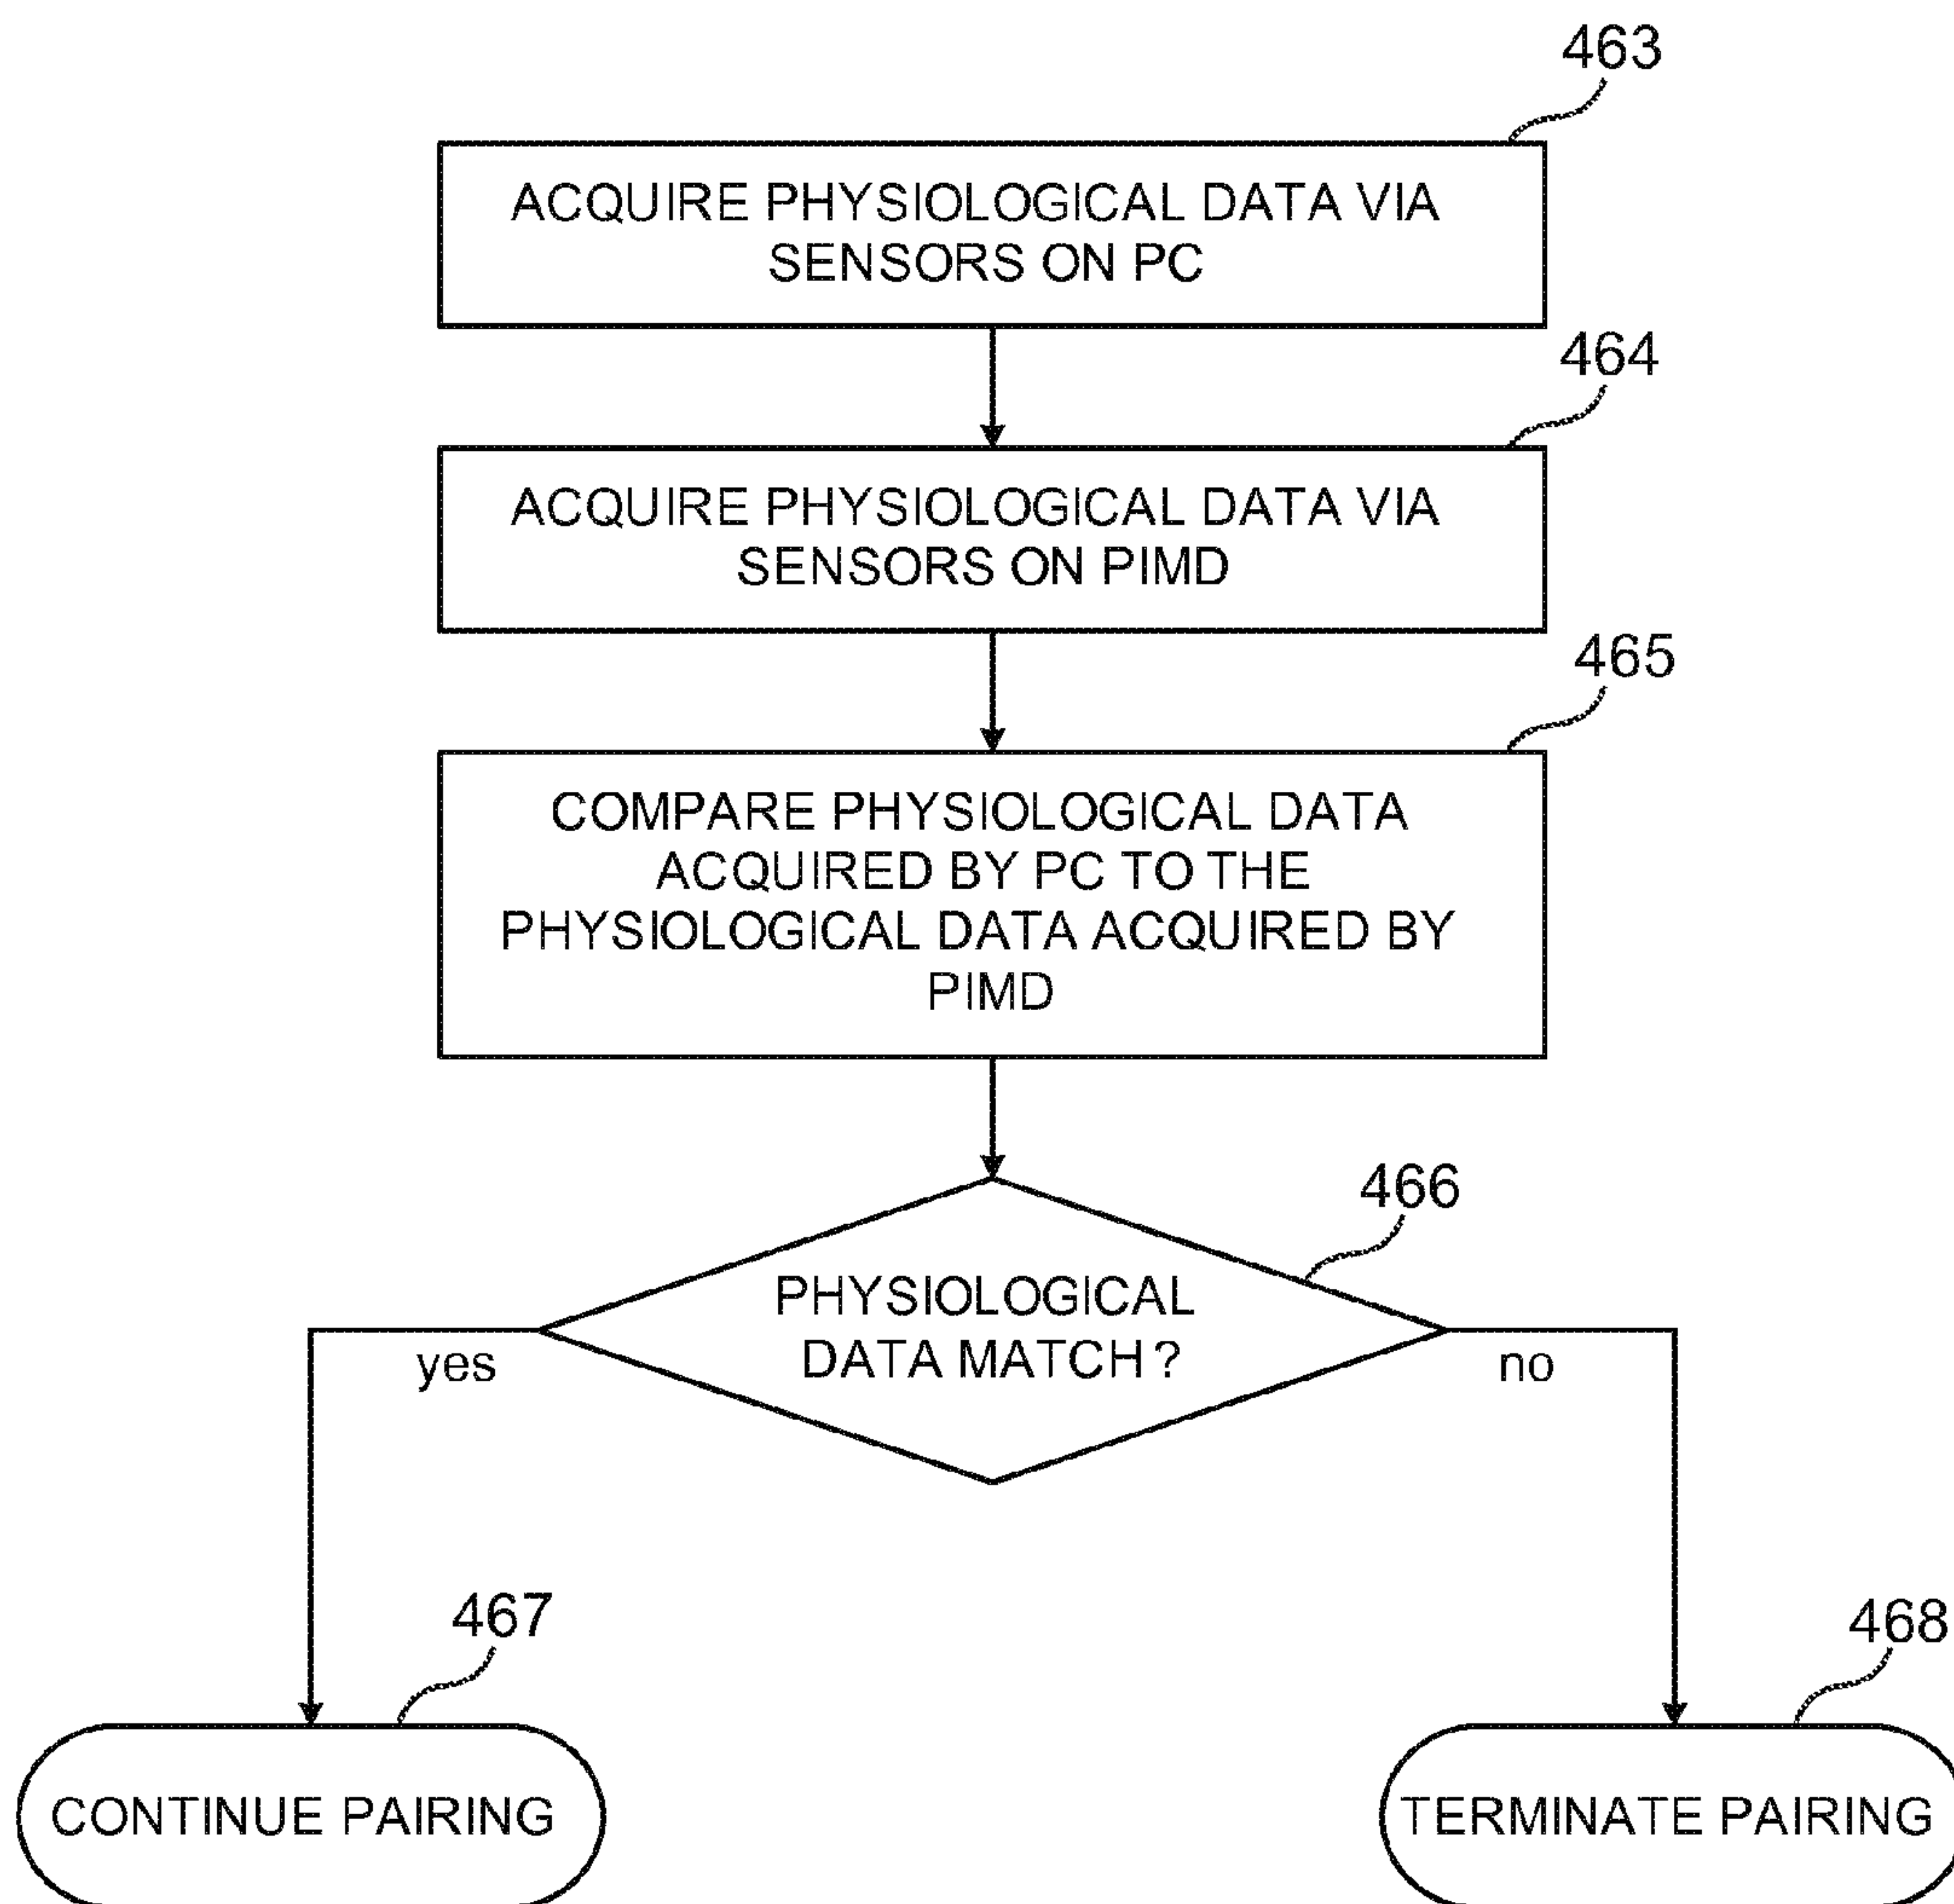 463
ACQUIRE PHYSIOLOGICAL DATA VIA
SENSORS ON PC
464
ACQUIRE PHYSIOLOGICAL DATA VIA
SENSORS ON PIMD
465
COMPARE PHYSIOLOGICAL DATA
ACQUIRED BY PC TO THE
PHYSIOLOGICAL DATA ACQUIRED BY
PIMD
466
PHYSIOLOGICAL
DATA MATCH?
yes
no
467
CONTINUE PAIRING
468
TERMINATE PAIRING